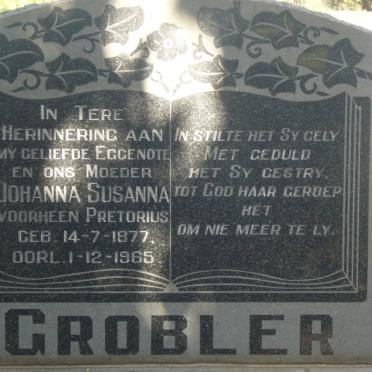 IN TERE
HERINNERING AAN
MY GELIEFDE EGGENOTE
EN ONS MOEDER
JOHANNA SUSANNA
VOORHEEN PRETORIUS
GEB. 14-7-1877.
OORL. 1-12-1965.
IN STILTE HET SY GELY.
MET GEDULD
HET SY GESTRY.
TOT GOD HAAR GEROEP
HET
OM NIE MEER TE LY.
GROBLER